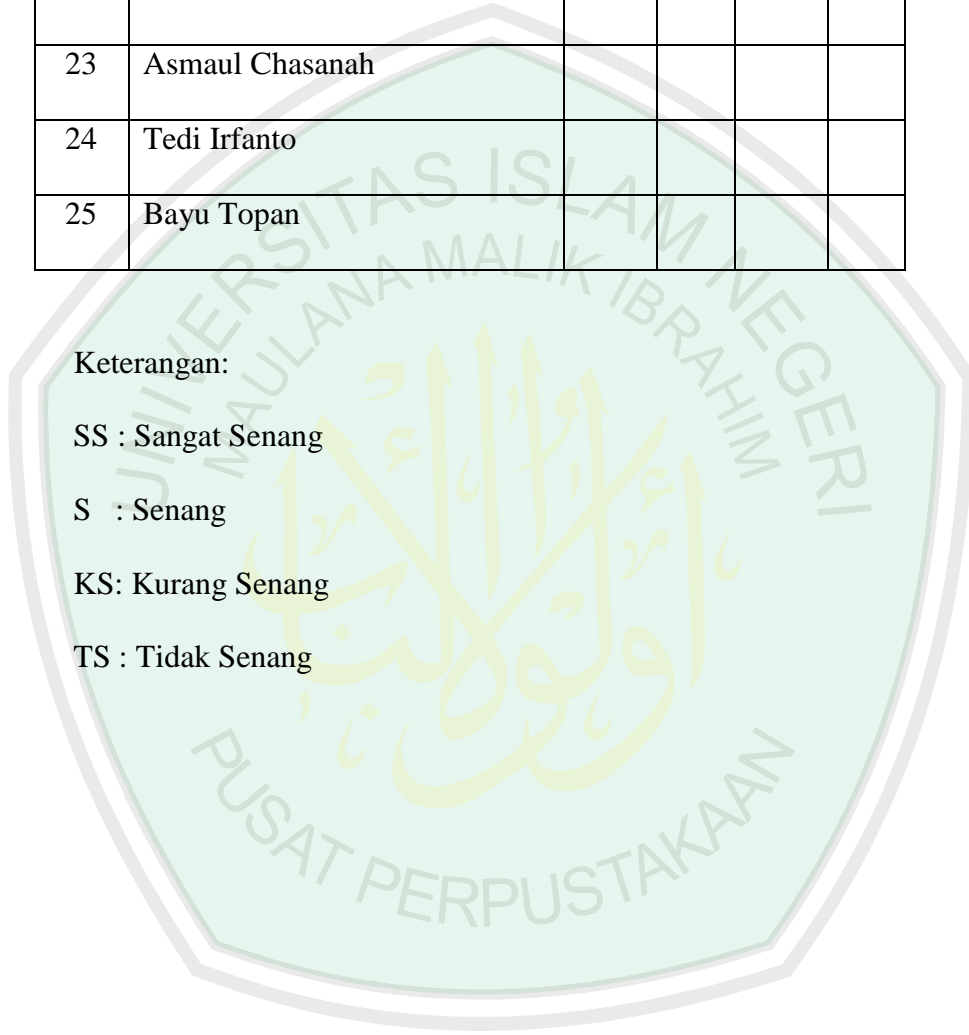 23 Asmaul Chasanah
24 Tedi Irfanto
25 Bayu Topan
Keterangan:
SS : Sangat Senang
S : Senang
KS: Kurang Senang
TS : Tidak Senang
UNIVERSITAS ISLAM NEGERI
MAULANA MALIK IBRAHIM
PUSAT PERPUSTAKAAN